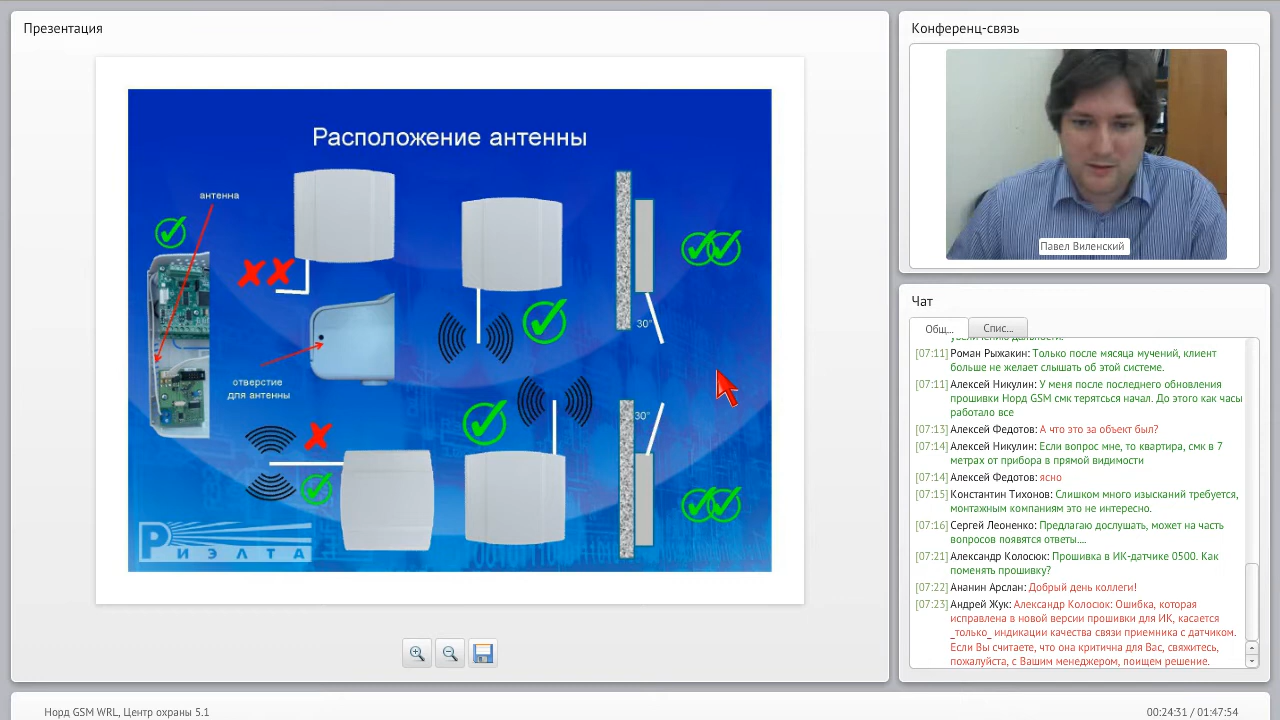 Презентация
Расположение антенны
антенна
30°
отверстие
для антенны
30°
РИЭЛТА
Конференц-связь
Павел Виленский
Чат
Общ...
Спис...
увеличению дальности.
[07:11] Роман Рыжакин: Только после мясяца мучений, клиент
больше не желает слышать об этой системе.
[07:11] Алексей Никулин: У меня после последнего обновления
прошивки Норд GSM смк терятсья начал. До этого как часы
работало все
[07:13] Алексей Федотов: А что это за объект был?
[07:14] Алексей Никулин: Если вопрос мне, то квартира, смк в 7
метрах от прибора в прямой видимости
[07:14] Алексей Федотов: ясно
[07:15] Константин Тихонов: Слишком много изысканий требуется,
монтажным компаниям это не интересно.
[07:16] Сергей Леоненко: Предлагаю дослушать, может на часть
вопросов появятся ответы....
[07:21] Александр Колосюк: Прошивка в ИК-датчике 0500. Как
поменять прошивку?
[07:22] Ананин Арслан: Добрый день коллеги!
[07:23] Андрей Жук: Александр Колосюк: Ошибка, которая
исправлена в новой версии прошивки для ИК, касается
_только_ индикации качества связи приемника с датчиком.
Если Вы считаете, что она критична для Вас, свяжитесь,
пожалуйста, с Вашим менеджером, поищем решение.
Норд GSM WRL, Центр охраны 5.1
00:24:31 / 01:47:54